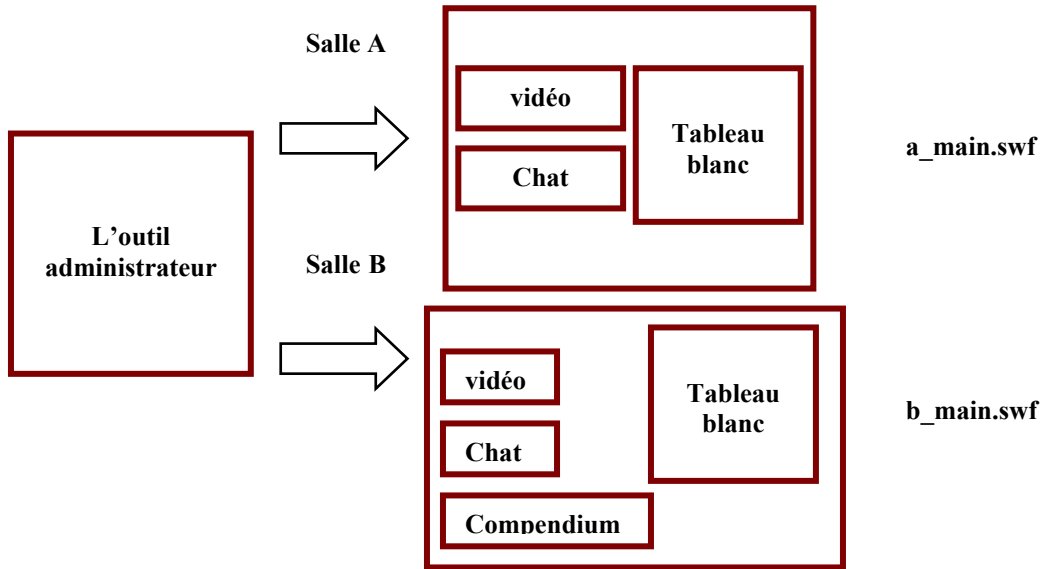 Salle A
vidéo
Chat
Tableau
blanc
a_main.swf
L’outil
administrateur
Salle B
vidéo
Chat
Compendium
Tableau
blanc
b_main.swf